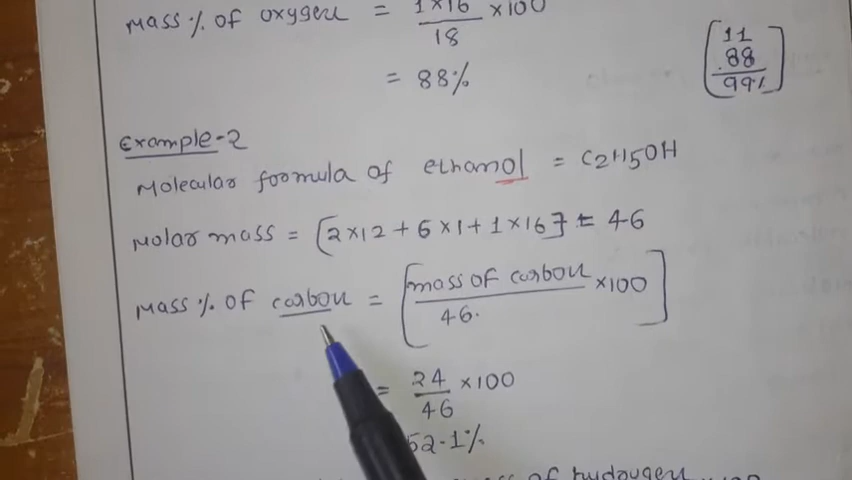 Mass % of oxygen = 1×16/18 ×100
= 88%
[11
88
99%]
Example-2
Molecular formula of ethanol = C2H5OH
Molar mass = [2×12 + 6×1 + 1×16] = 46
Mass % of carbon = [mass of carbon/46. ×100]
= 24/46 ×100
52.1%
of hydrogen